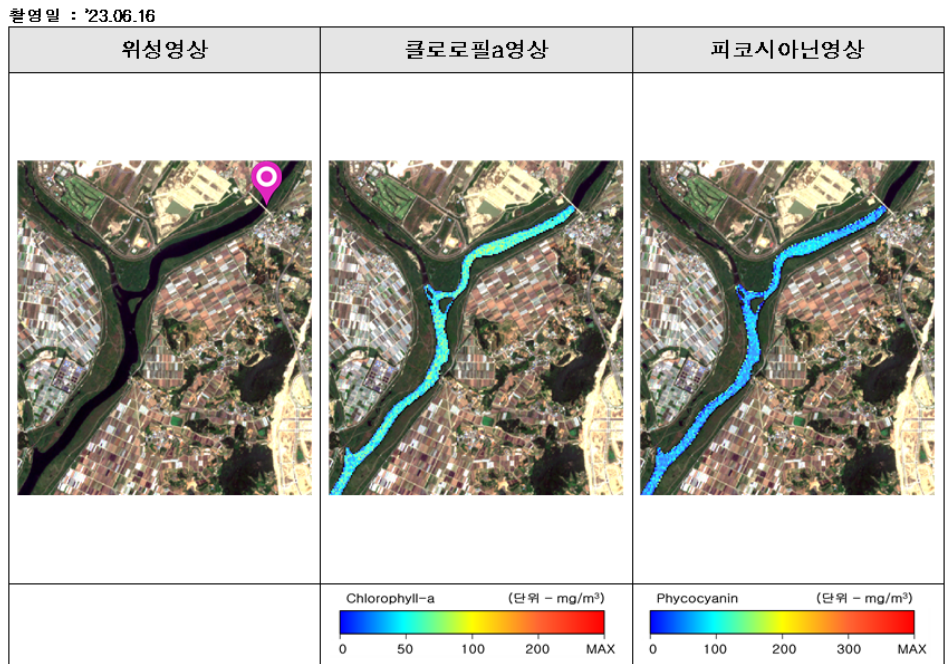 촬영일 : '23.06.16
위성영상 클로로필a영상 피코시아닌영상
Chlorophyll-a (단위 - mg/m³) Phycocyanin (단위 - mg/m³)
0 50 100 200 MAX 0 100 200 300 MAX